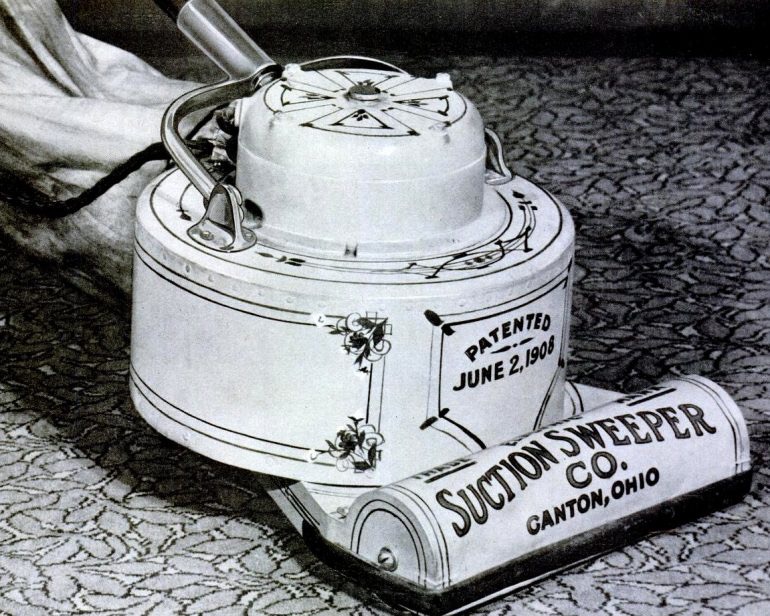 PATENTED
JUNE 2, 1908
SUCTION SWEEPER
CO.
CANTON, OHIO